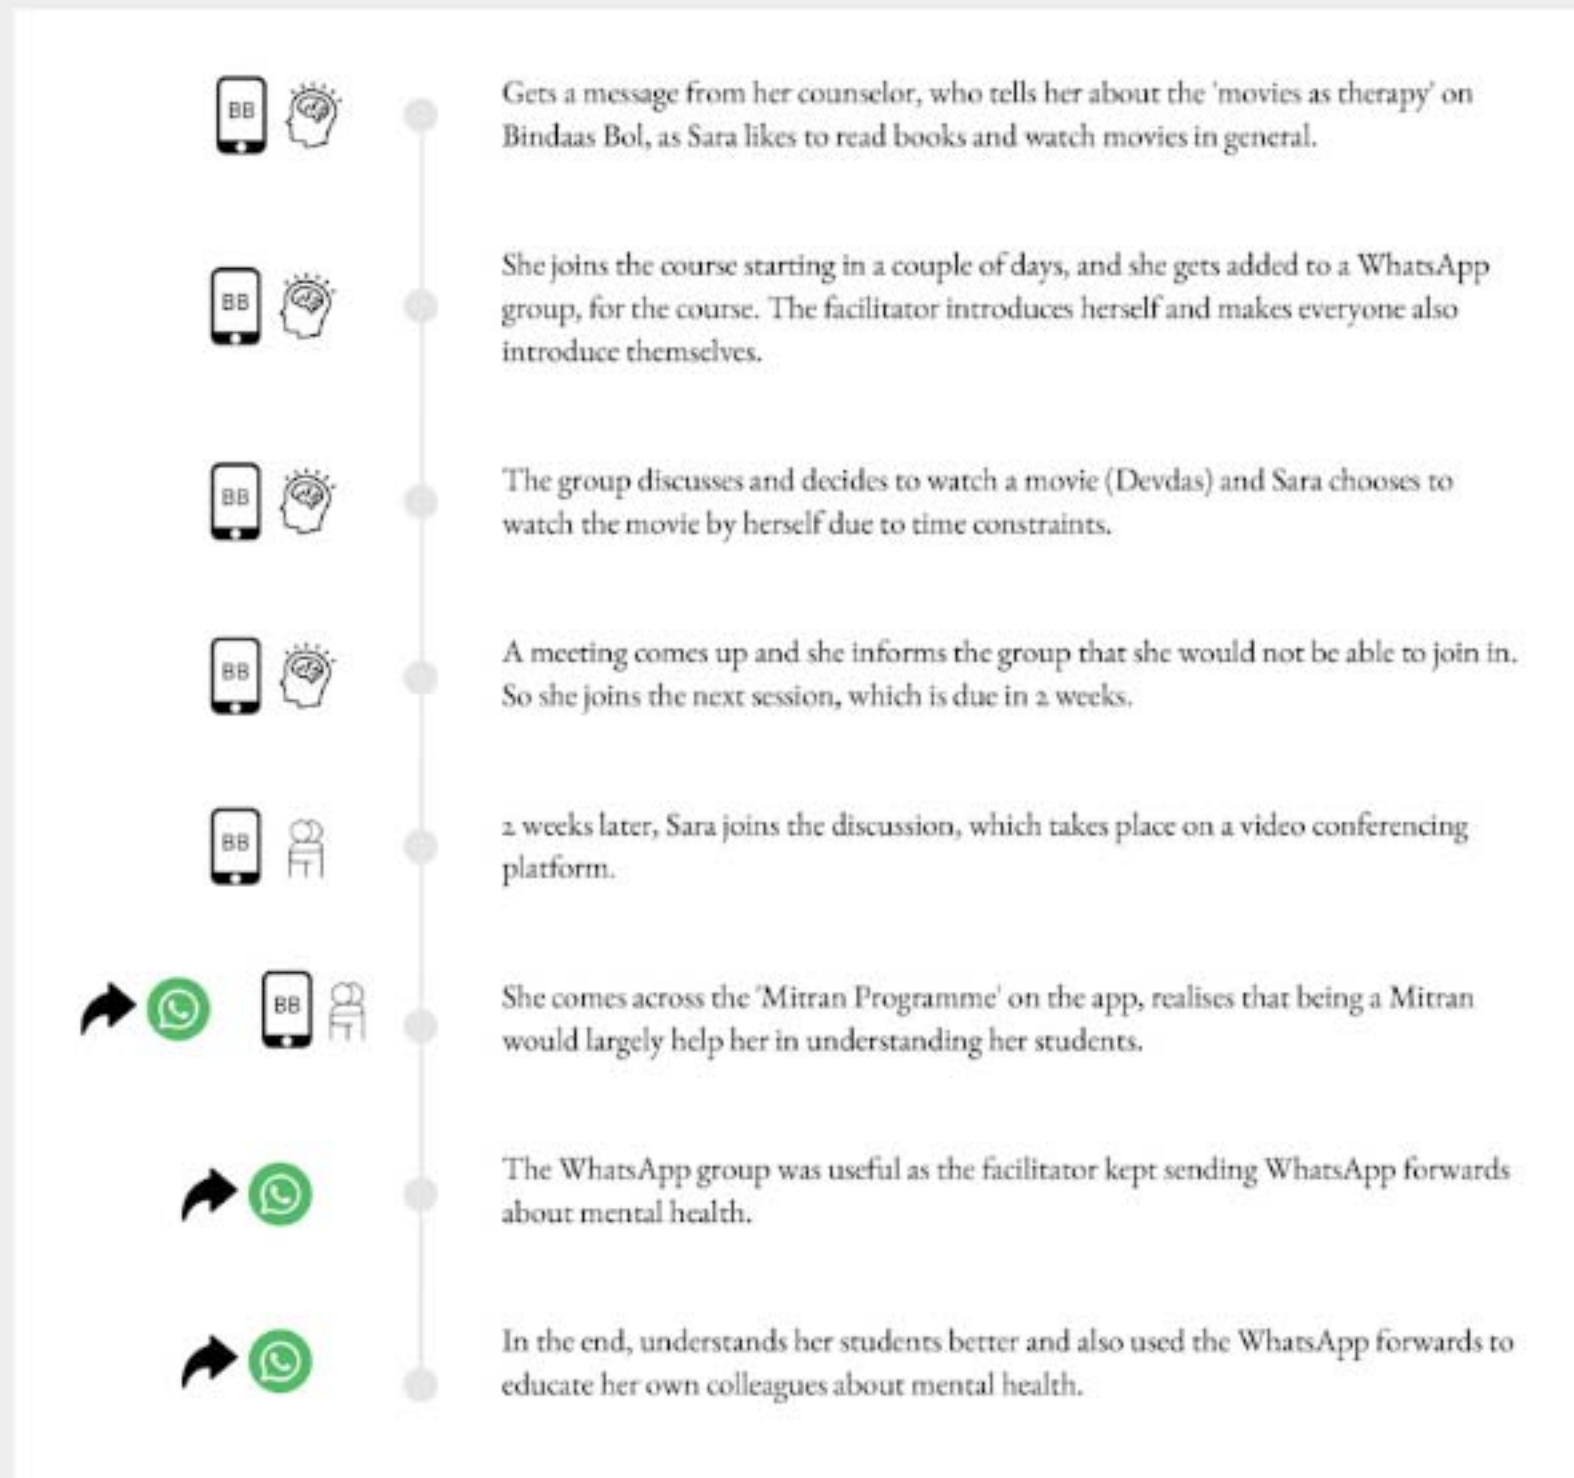 BB
Gets a message from her counselor, who tells her about the 'movies as therapy' on
Bindaas Bol, as Sara likes to read books and watch movies in general.
BB
She joins the course starting in a couple of days, and she gets added to a WhatsApp
group, for the course. The facilitator introduces herself and makes everyone also
introduce themselves.
BB
The group discusses and decides to watch a movie (Devdas) and Sara chooses to
watch the movie by herself due to time constraints.
BB
A meeting comes up and she informs the group that she would not be able to join in.
So she joins the next session, which is due in 2 weeks.
BB
2 weeks later, Sara joins the discussion, which takes place on a video conferencing
platform.
BB
She comes across the 'Mitran Programme' on the app, realises that being a Mitran
would largely help her in understanding her students.
The WhatsApp group was useful as the facilitator kept sending WhatsApp forwards
about mental health.
In the end, understands her students better and also used the WhatsApp forwards to
educate her own colleagues about mental health.